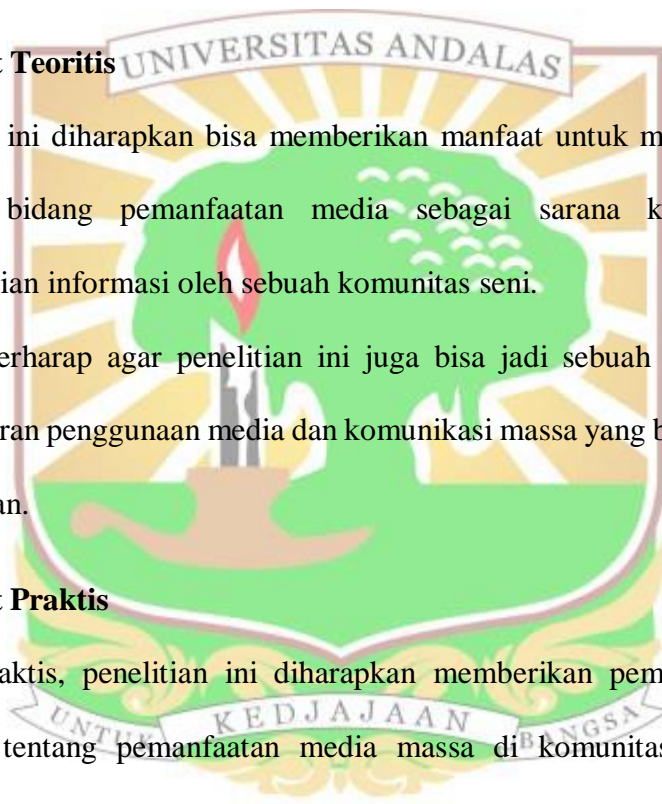 t Teoritis
UNIVERSITAS ANDALAS
ini diharapkan bisa memberikan manfaat untuk m
bidang pemanfaatan media sebagai sarana k
ian informasi oleh sebuah komunitas seni.
erharap agar penelitian ini juga bisa jadi sebuah
ran penggunaan media dan komunikasi massa yang b
an.
t Praktis
aktis, penelitian ini diharapkan memberikan pem
UNTUK KEDJAJAAN BANGSA
tentang pemanfaatan media massa di komunitas